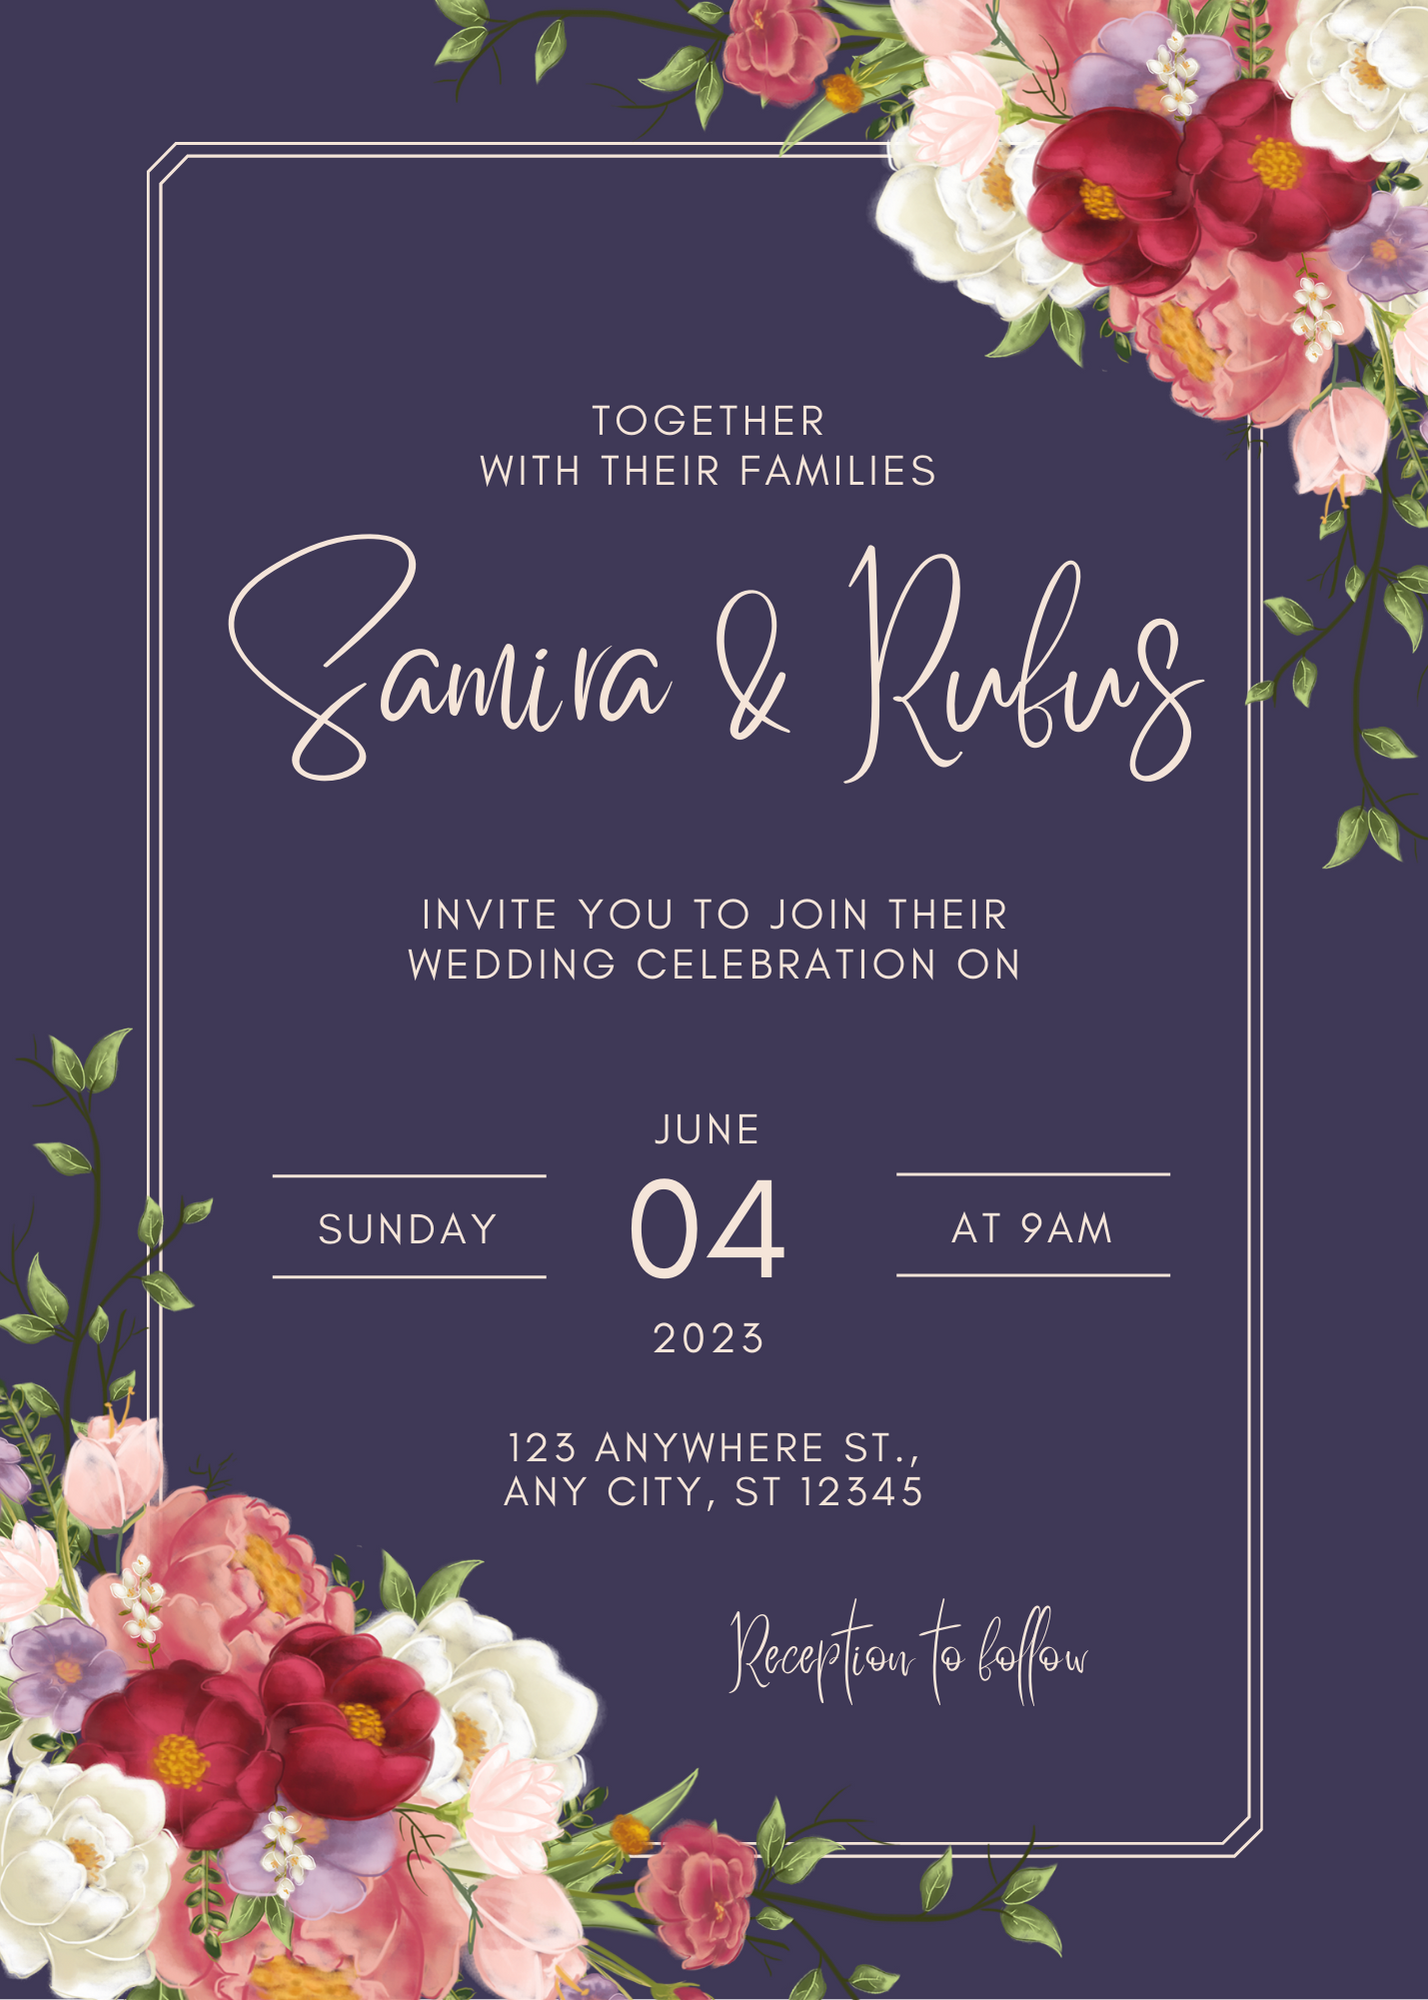 TOGETHER
WITH THEIR FAMILIES
Samira & Rufus
INVITE YOU TO JOIN THEIR
WEDDING CELEBRATION ON
JUNE
SUNDAY 04 AT 9AM
2023
123 ANYWHERE ST.,
ANY CITY, ST 12345
Reception to follow